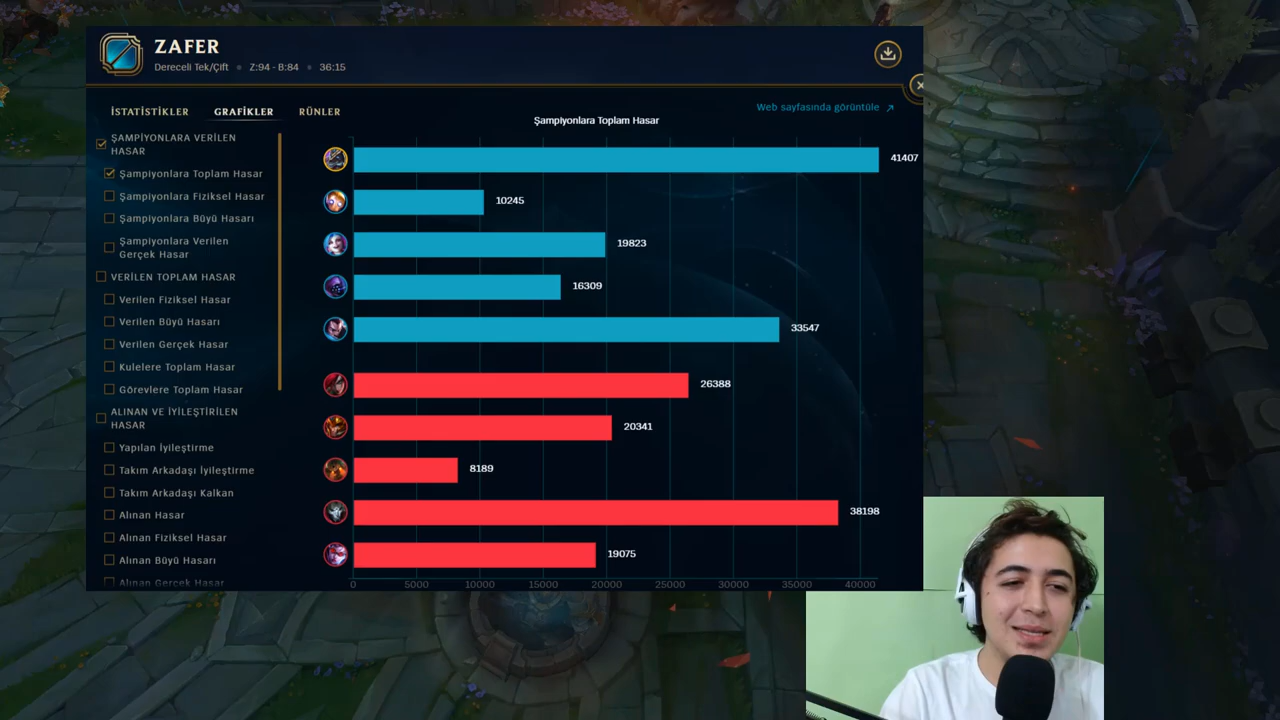 ZAFER
Dereceli Tek/Çift • Z:94 - B:84 • 36:15
İSTATİSTİKLER GRAFİKLER RÜNLER
Web sayfasında görüntüle
Şampiyonlara Toplam Hasar
ŞAMPİYONLARA VERİLEN
HASAR
Şampiyonlara Toplam Hasar
Şampiyonlara Fiziksel Hasar
Şampiyonlara Büyü Hasarı
Şampiyonlara Verilen
Gerçek Hasar
VERİLEN TOPLAM HASAR
Verilen Fiziksel Hasar
Verilen Büyü Hasarı
Verilen Gerçek Hasar
Kulelere Toplam Hasar
Görevlere Toplam Hasar
ALINAN VE İYİLEŞTİRİLEN
HASAR
Yapılan İyileştirme
Takım Arkadaşı İyileştirme
Takım Arkadaşı Kalkan
Alınan Hasar
Alınan Fiziksel Hasar
Alınan Büyü Hasarı
Alınan Gerçek Hasar
41407
10245
19823
16309
33547
26388
20341
8189
38198
19075
0 5000 10000 15000 20000 25000 30000 35000 40000